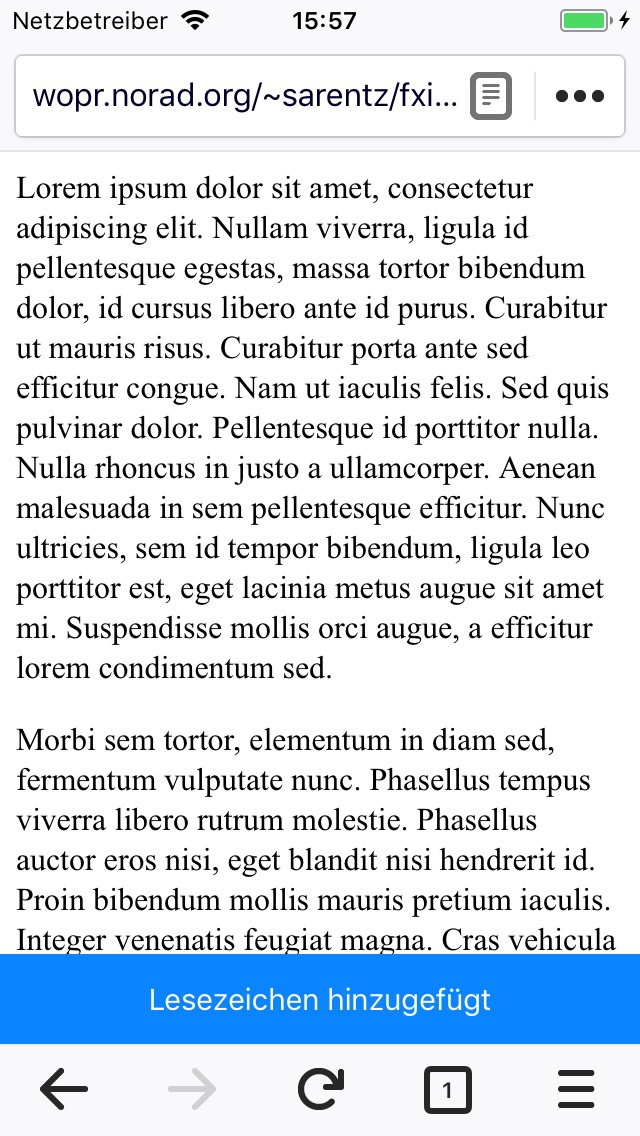 Netzbetreiber 15:57
wopr.norad.org/~sarentz/fxi...
Lorem ipsum dolor sit amet, consectetur
adipiscing elit. Nullam viverra, ligula id
pellentesque egestas, massa tortor bibendum
dolor, id cursus libero ante id purus. Curabitur
ut mauris risus. Curabitur porta ante sed
efficitur congue. Nam ut iaculis felis. Sed quis
pulvinar dolor. Pellentesque id porttitor nulla.
Nulla rhoncus in justo a ullamcorper. Aenean
malesuada in sem pellentesque efficitur. Nunc
ultricies, sem id tempor bibendum, ligula leo
porttitor est, eget lacinia metus augue sit amet
mi. Suspendisse mollis orci augue, a efficitur
lorem condimentum sed.
Morbi sem tortor, elementum in diam sed,
fermentum vulputate nunc. Phasellus tempus
viverra libero rutrum molestie. Phasellus
auctor eros nisi, eget blandit nisi hendrerit id.
Proin bibendum mollis mauris pretium iaculis.
Integer venenatis feugiat magna. Cras vehicula
Lesezeichen hinzugefügt
1